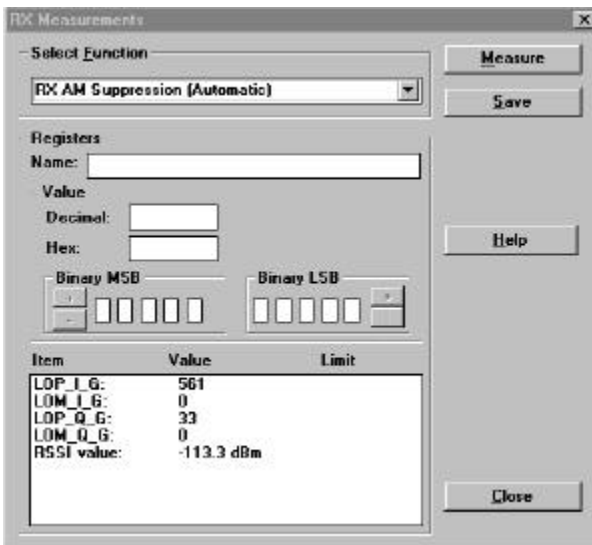 RX Measurements
Select Function
RX AM Suppression (Automatic)
Measure
Save
Registers
Name:
Value
Decimal:
Hex:
Help
Binary MSB
Binary LSB
Item Value Limit
LOP_I_G: 561
LOM_I_G: 0
LOP_Q_G: 33
LOM_Q_G: 0
RSSI value: -113.3 dBm
Close